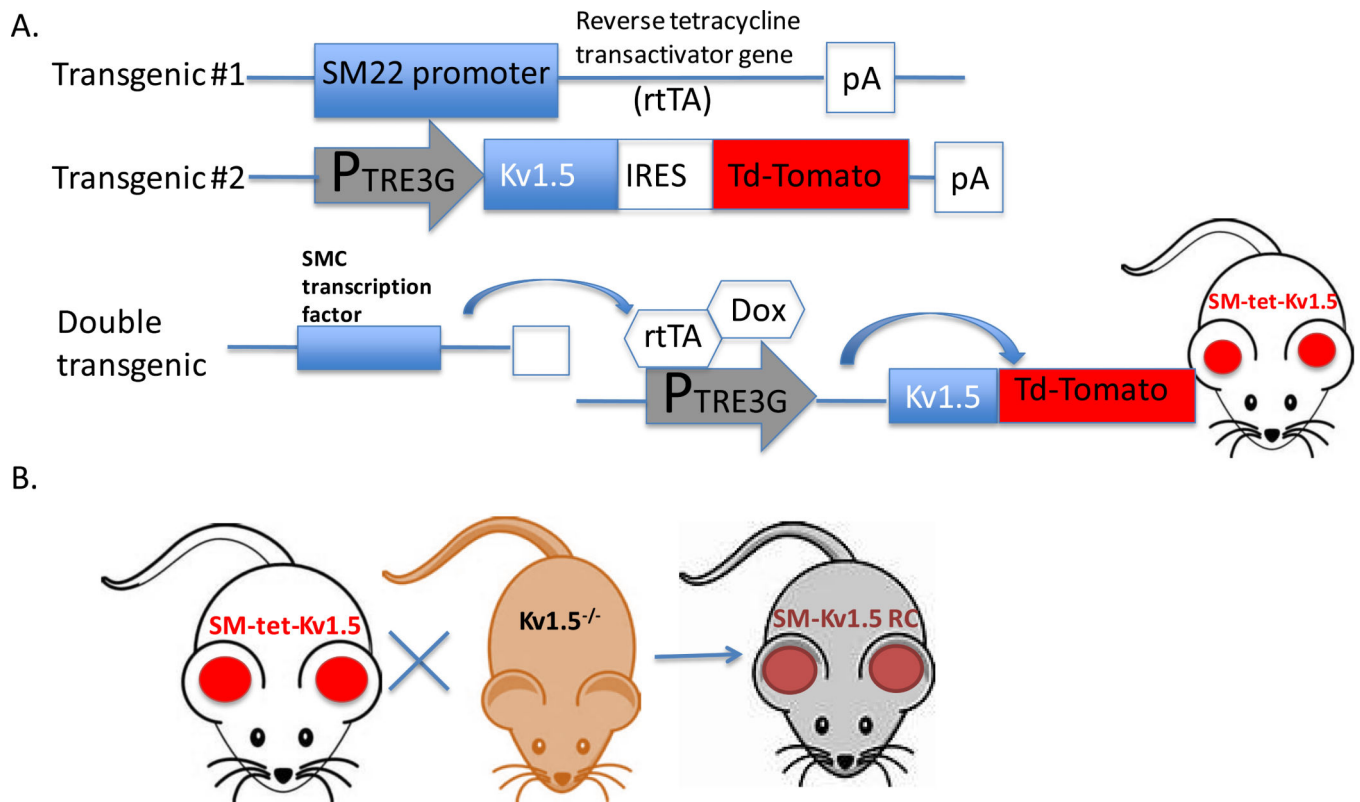 A.
Transgenic #1
SM22 promoter
Reverse tetracycline
transactivator gene
(rtTA)
pA
Transgenic #2
PTRE3G
Kv1.5
IRES
Td-Tomato
pA
Double
transgenic
SMC
transcription
factor
rtTA
Dox
PTRE3G
Kv1.5
Td-Tomato
SM-tet-Kv1.5
B.
SM-tet-Kv1.5
Kv1.5-/-
SM-Kv1.5 RC